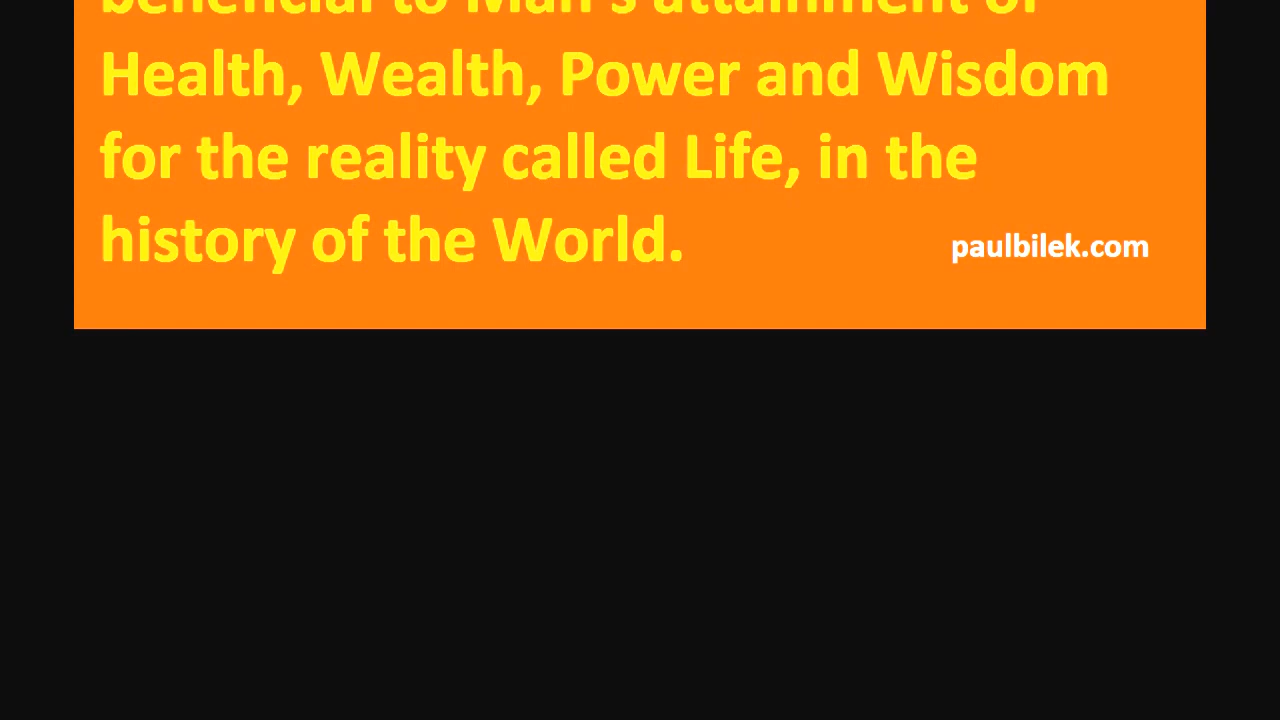 beneficial to Man's attainment of
Health, Wealth, Power and Wisdom
for the reality called Life, in the
history of the World.
paulbilek.com